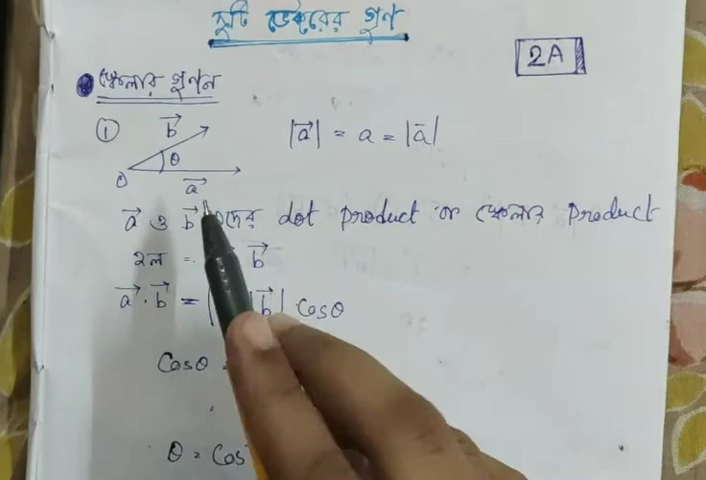 দুটি ভেক্টরের গুণ
2A
স্কেলার গুণন
① b⃗ |a⃗| = a = |a̅|
θ
O a⃗
a⃗ ও b⃗ dot product or স্কেলার product
হল = b⃗
a⃗ · b⃗ = | b⃗| cosθ
Cosθ
θ = Cos